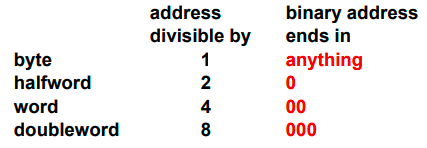 address binary address
divisible by ends in
byte 1 anything
halfword 2 0
word 4 00
doubleword 8 000